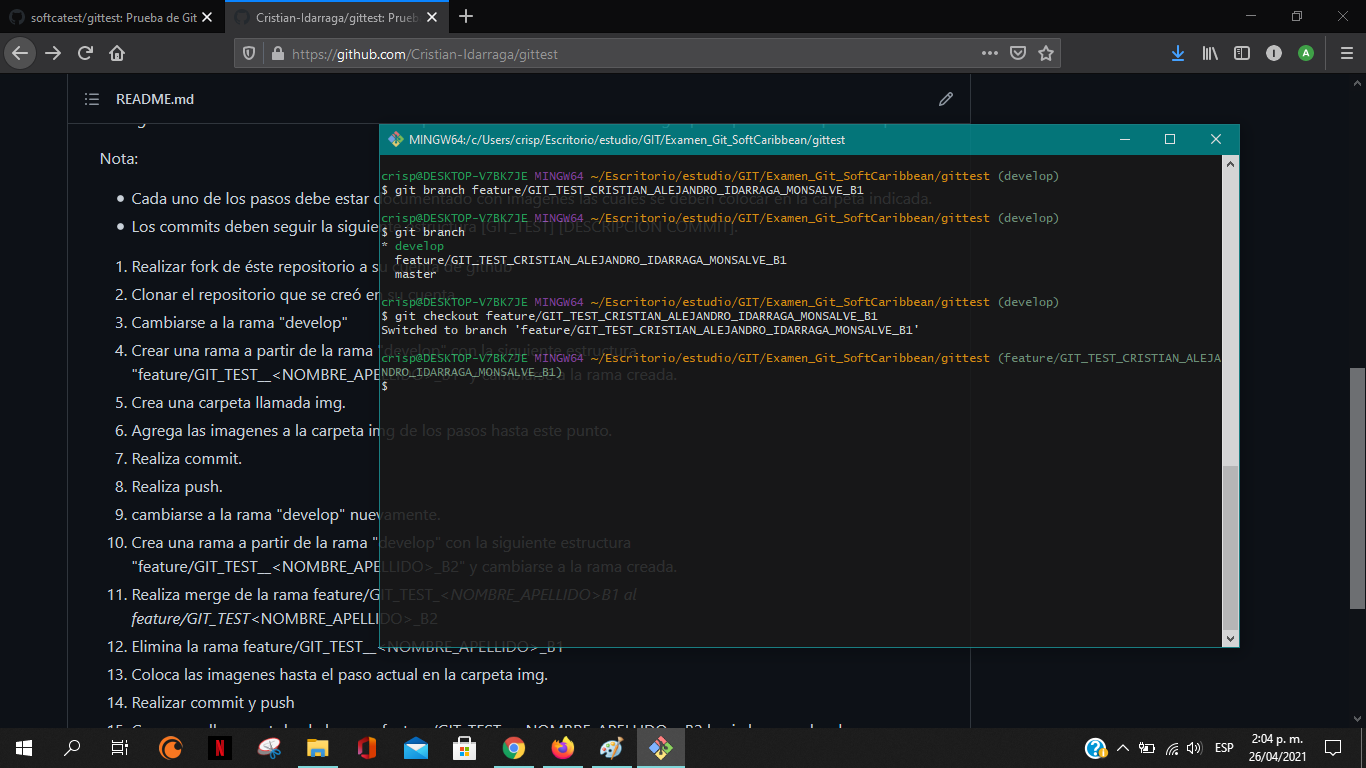 softcatest/gittest: Prueba de Git
Cristian-Idarraga/gittest: Prueb
https://github.com/Cristian-Idarraga/gittest
README.md
Nota:
Cada uno de los pasos debe estar documentado con imagenes las cuales se deben colocar en la carpeta indicada.
Los commits deben seguir la siguiente estructura [GIT_TEST] [DESCRIPCION COMMIT].
1. Realizar fork de éste repositorio a su cuenta de github
2. Clonar el repositorio que se creó en su cuenta
3. Cambiarse a la rama "develop"
4. Crear una rama a partir de la rama "develop" con la siguiente estructura
"feature/GIT_TEST__<NOMBRE_APELLIDO>_B1" y cambiarse a la rama creada.
5. Crea una carpeta llamada img.
6. Agrega las imagenes a la carpeta img de los pasos hasta este punto.
7. Realiza commit.
8. Realiza push.
9. cambiarse a la rama "develop" nuevamente.
10. Crea una rama a partir de la rama "develop" con la siguiente estructura
"feature/GIT_TEST__<NOMBRE_APELLIDO>_B2" y cambiarse a la rama creada.
11. Realiza merge de la rama feature/GIT_TEST_<NOMBRE_APELLIDO>B1 al
feature/GIT_TEST<NOMBRE_APELLIDO>_B2
12. Elimina la rama feature/GIT_TEST__<NOMBRE_APELLIDO>_B1
13. Coloca las imagenes hasta el paso actual en la carpeta img.
14. Realizar commit y push
MINGW64:/c/Users/crisp/Escritorio/estudio/GIT/Examen_Git_SoftCaribbean/gittest
crisp@DESKTOP-V7BK7JE MINGW64 ~/Escritorio/estudio/GIT/Examen_Git_SoftCaribbean/gittest (develop)
$ git branch feature/GIT_TEST_CRISTIAN_ALEJANDRO_IDARRAGA_MONSALVE_B1
crisp@DESKTOP-V7BK7JE MINGW64 ~/Escritorio/estudio/GIT/Examen_Git_SoftCaribbean/gittest (develop)
$ git branch
* develop
feature/GIT_TEST_CRISTIAN_ALEJANDRO_IDARRAGA_MONSALVE_B1
master
crisp@DESKTOP-V7BK7JE MINGW64 ~/Escritorio/estudio/GIT/Examen_Git_SoftCaribbean/gittest (develop)
$ git checkout feature/GIT_TEST_CRISTIAN_ALEJANDRO_IDARRAGA_MONSALVE_B1
Switched to branch 'feature/GIT_TEST_CRISTIAN_ALEJANDRO_IDARRAGA_MONSALVE_B1'
crisp@DESKTOP-V7BK7JE MINGW64 ~/Escritorio/estudio/GIT/Examen_Git_SoftCaribbean/gittest (feature/GIT_TEST_CRISTIAN_ALEJA
NDRO_IDARRAGA_MONSALVE_B1)
$
ESP
2:04 p. m.
26/04/2021